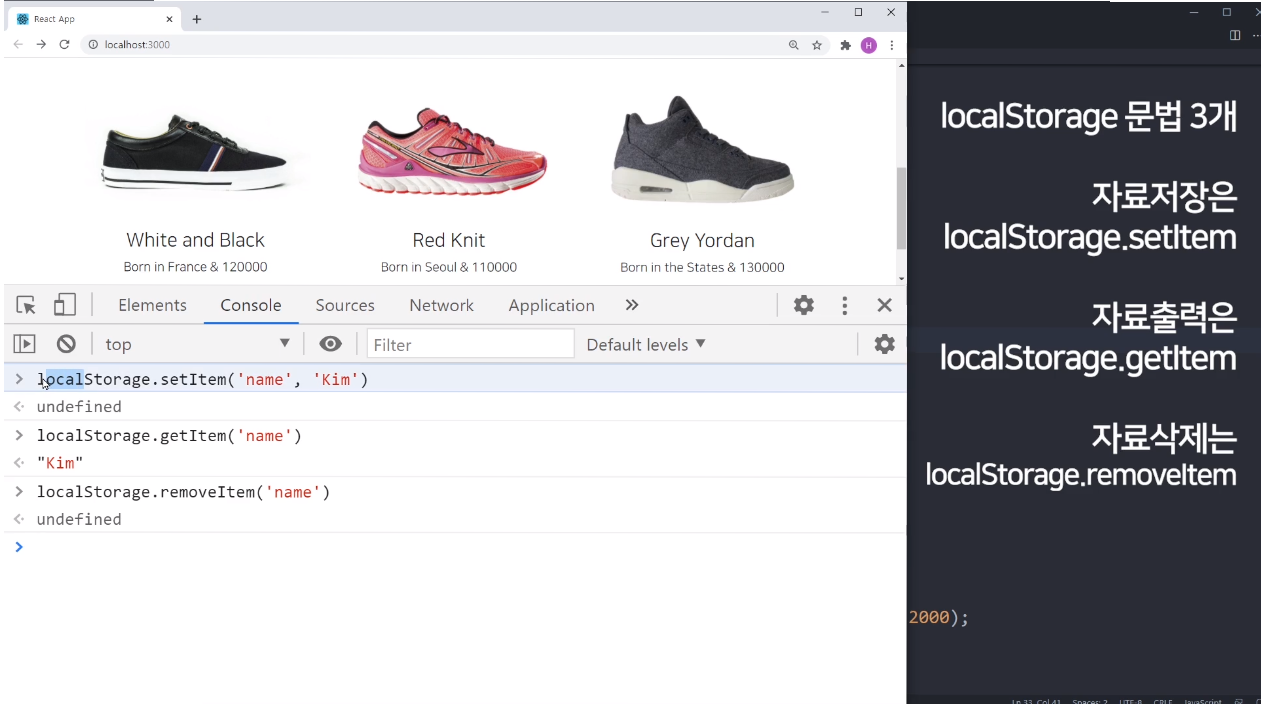 React App
localhost:3000
H
White and Black
Red Knit
Grey Yordan
Born in France & 120000
Born in Seoul & 110000
Born in the States & 130000
Elements
Console
Sources
Network
Application
top
Filter
Default levels
localStorage.setItem('name', 'Kim')
undefined
localStorage.getItem('name')
"Kim"
localStorage.removeItem('name')
undefined
localStorage 문법 3개
자료저장은
localStorage.setItem
자료출력은
localStorage.getItem
자료삭제는
localStorage.removeItem
2000);
Ln 33, Col 41 Spaces: 2 UTF-8 CRLF JavaScript